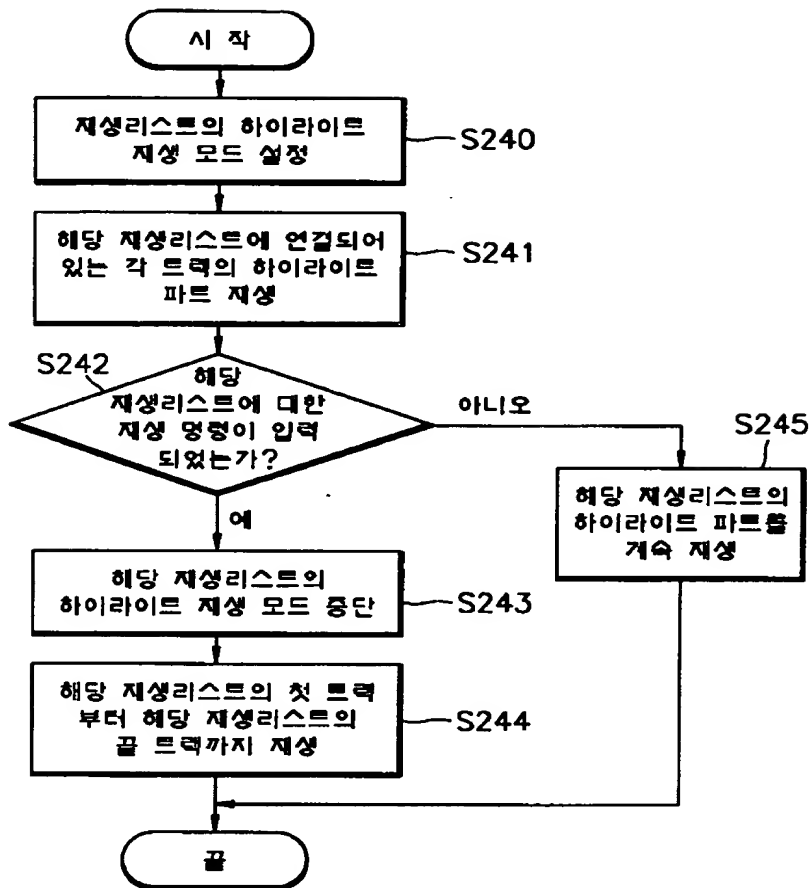 시 작
재생리스트의 하이라이트
재생 모드 설정
S240
해당 재생리스트에 연결되어
있는 각 트랙의 하이라이트
파트 재생
S241
S242
해당
재생리스트에 대한
재생 명령이 입력
되었는가?
아니오
예
S245
해당 재생리스트의
하이라이트 파트를
계속 재생
해당 재생리스트의
하이라이트 재생 모드 중단
S243
해당 재생리스트의 첫 트랙
부터 해당 재생리스트의
끝 트랙까지 재생
S244
끝